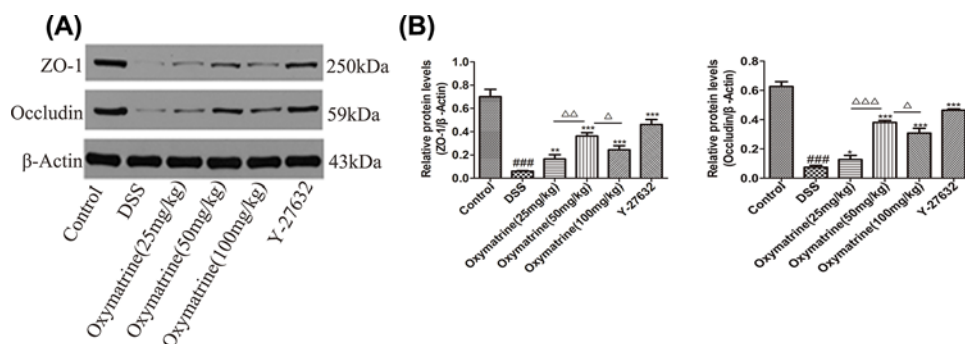 (A)
ZO-1
250kDa
Occludin
59kDa
β-Actin
43kDa
Control
DSS
Oxymatrine(25mg/kg)
Oxymatrine(50mg/kg)
Oxymatrine(100mg/kg)
Y-27632
(B)
Relative protein levels
(ZO-1/β-Actin)
1.0
0.8
0.6
0.4
0.2
0.0
###
**
***
***
***
△△
△
Control
DSS
Oxymatrine(25mg/kg)
Oxymatrine(50mg/kg)
Oxymatrine(100mg/kg)
Y-27632
Relative protein levels
(Occludin/β-Actin)
0.8
0.6
0.4
0.2
0.0
###
*
***
***
***
△△△
△
Control
DSS
Oxymatrine(25mg/kg)
Oxymatrine(50mg/kg)
Oxymatrine(100mg/kg)
Y-27632